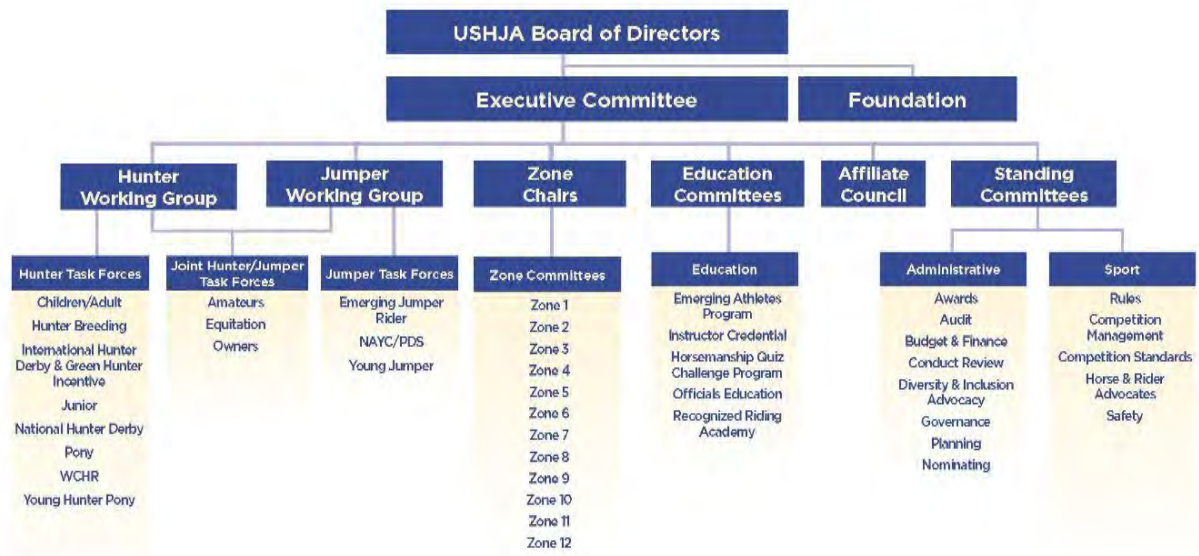 USHJA Board of Directors
Executive Committee
Foundation
Hunter
Working Group
Jumper
Working Group
Zone
Chairs
Education
Committees
Affiliate
Council
Standing
Committees
Hunter Task Forces
Children/Adult
Hunter Breeding
International Hunter
Derby & Green Hunter
Incentive
Junior
National Hunter Derby
Pony
WCHR
Young Hunter Pony
Joint Hunter/Jumper
Task Forces
Amateurs
Equitation
Owners
Jumper Task Forces
Emerging Jumper
Rider
NAYC/PDS
Young Jumper
Zone Committees
Zone 1
Zone 2
Zone 3
Zone 4
Zone 5
Zone 6
Zone 7
Zone 8
Zone 9
Zone 10
Zone 11
Zone 12
Education
Emerging Athletes
Program
Instructor Credential
Horsemanship Quiz
Challenge Program
Officials Education
Recognized Riding
Academy
Administrative
Awards
Audit
Budget & Finance
Conduct Review
Diversity & Inclusion
Advocacy
Governance
Planning
Nominating
Sport
Rules
Competition
Management
Competition Standards
Horse & Rider
Advocates
Safety